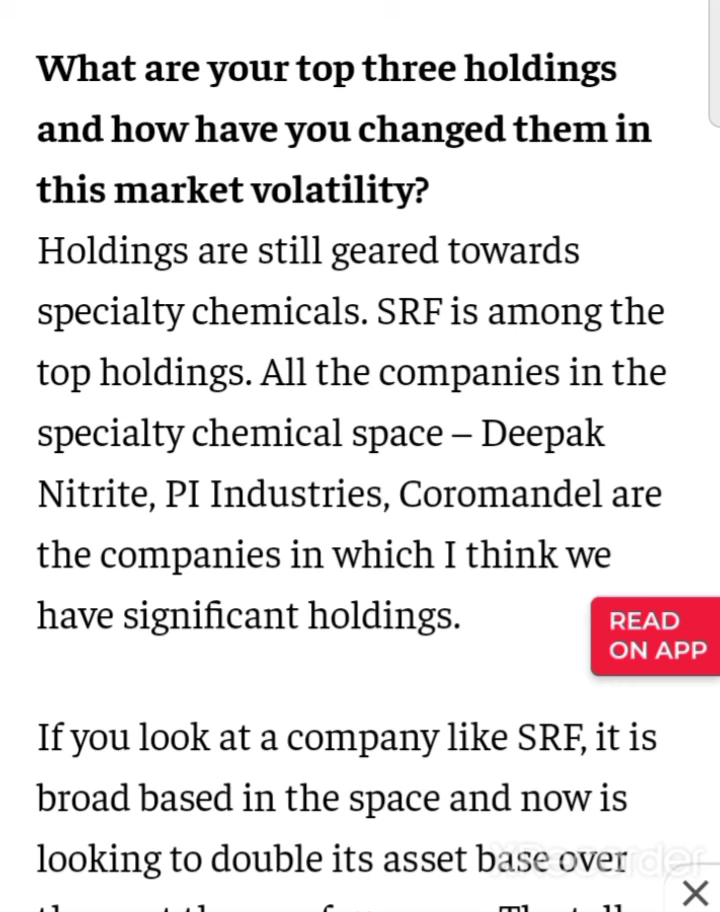 What are your top three holdings
and how have you changed them in
this market volatility?
Holdings are still geared towards
specialty chemicals. SRF is among the
top holdings. All the companies in the
specialty chemical space – Deepak
Nitrite, PI Industries, Coromandel are
the companies in which I think we
have significant holdings.
READ
ON APP
If you look at a company like SRF, it is
broad based in the space and now is
looking to double its asset base over
XRecorder